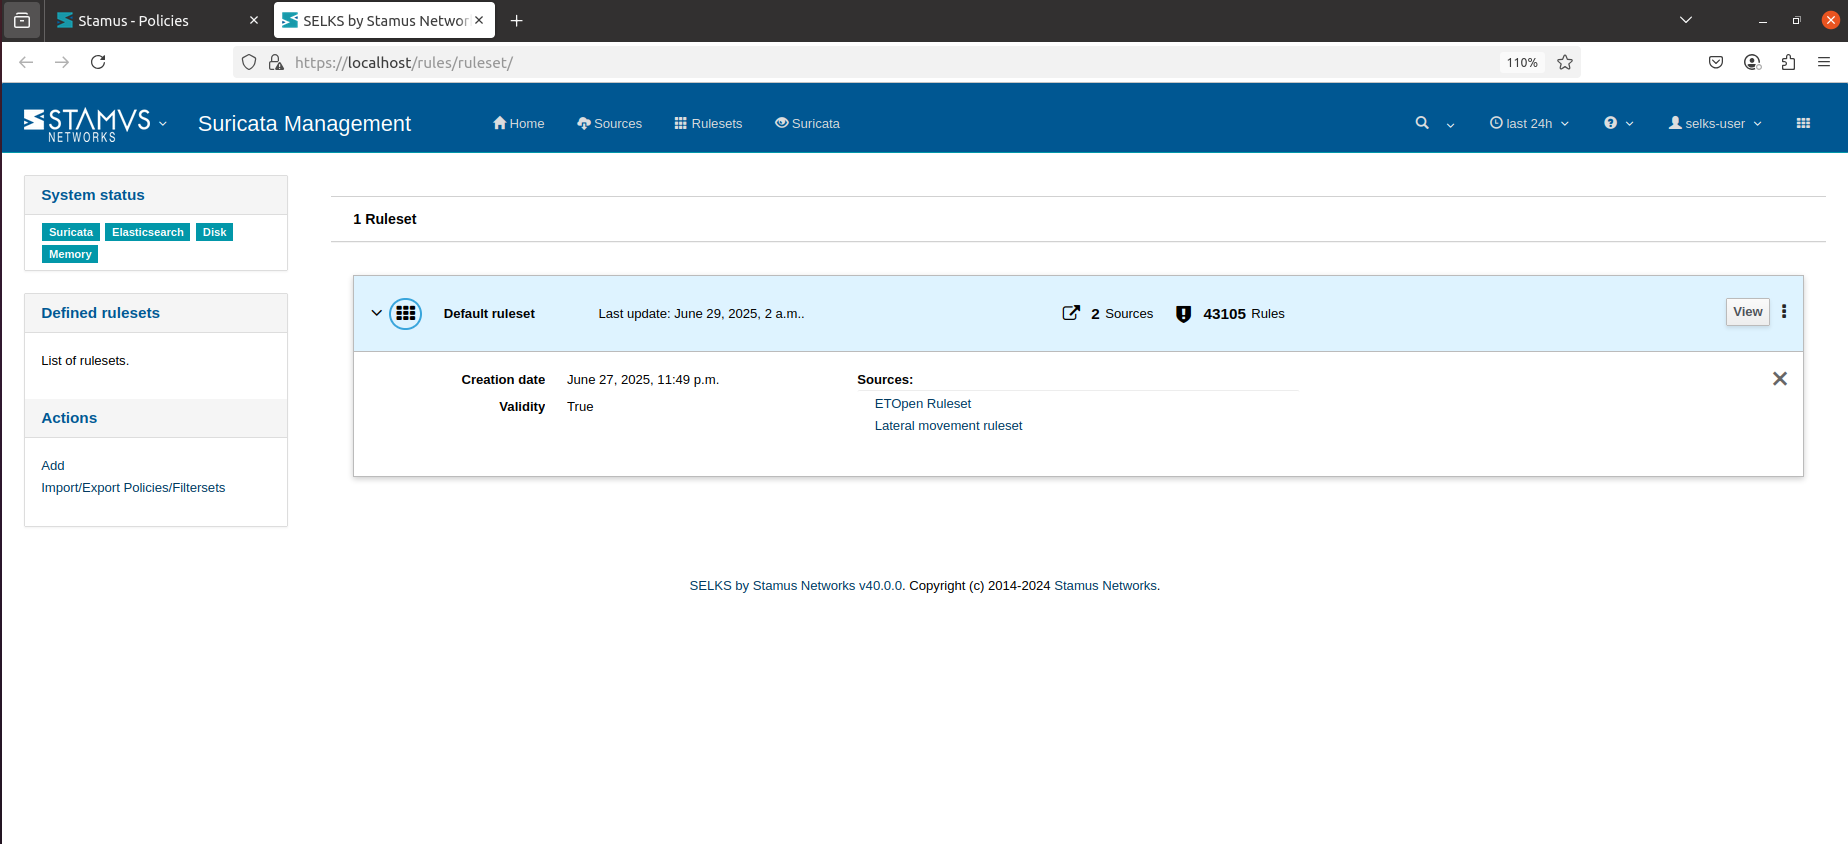 Stamus - Policies
SELKS by Stamus Networ
https://localhost/rules/ruleset/
110%
STAMVS NETWORKS
Suricata Management
Home
Sources
Rulesets
Suricata
last 24h
selks-user
System status
Suricata Elasticsearch Disk
Memory
Defined rulesets
List of rulesets.
Actions
Add
Import/Export Policies/Filtersets
1 Ruleset
Default ruleset
Last update: June 29, 2025, 2 a.m..
2 Sources
43105 Rules
View
Creation date June 27, 2025, 11:49 p.m.
Validity True
Sources:
ETOpen Ruleset
Lateral movement ruleset
SELKS by Stamus Networks v40.0.0. Copyright (c) 2014-2024 Stamus Networks.